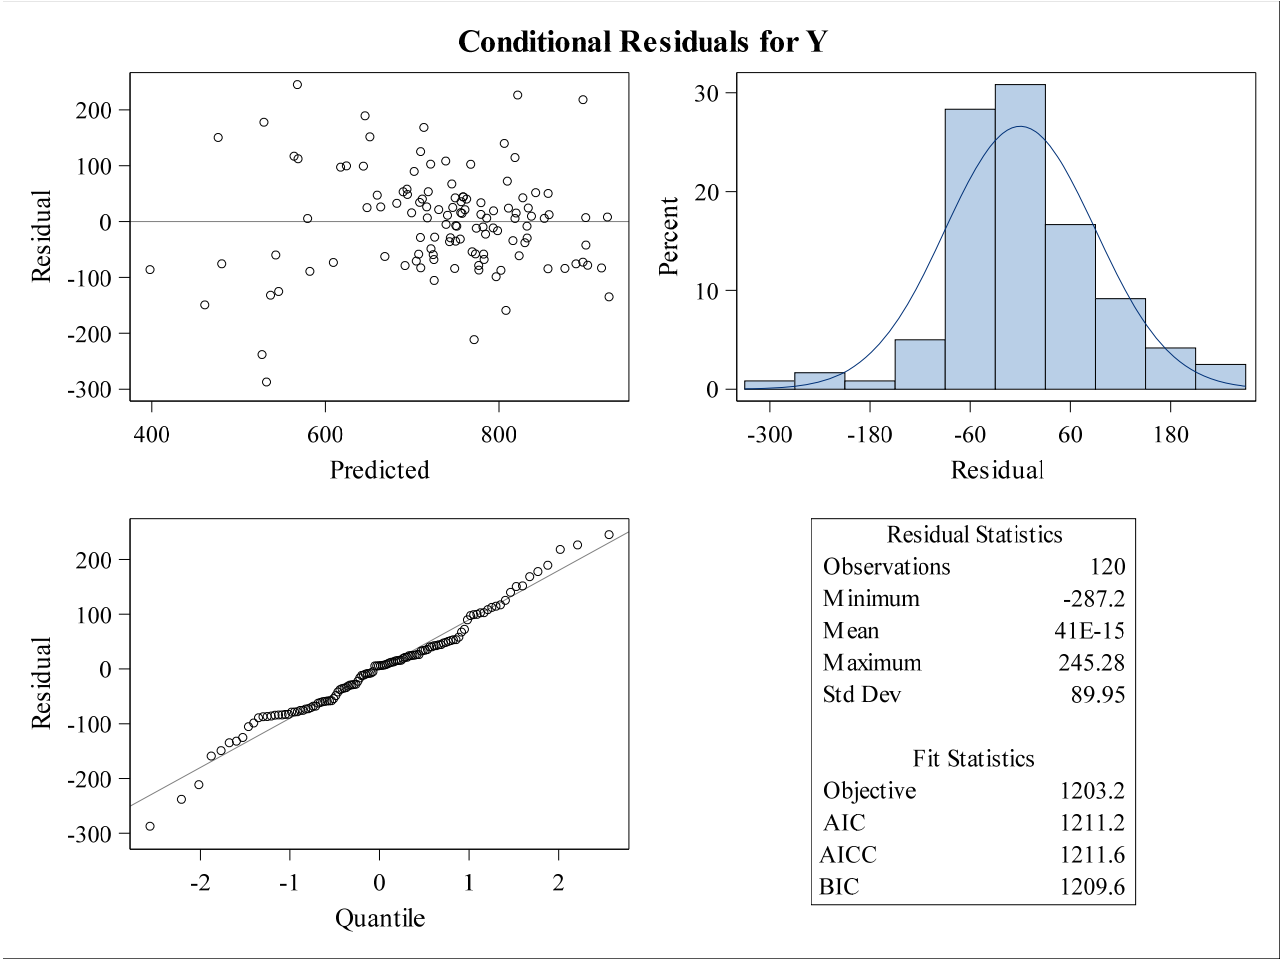 Conditional Residuals for Y
200
100
0
-100
-200
-300
Residual
400 600 800
Predicted
30
20
10
0
Percent
-300 -180 -60 60 180
Residual
200
100
0
-100
-200
-300
Residual
-2 -1 0 1 2
Quantile
Residual Statistics
Observations 120
Minimum -287.2
Mean 41E-15
Maximum 245.28
Std Dev 89.95
Fit Statistics
Objective 1203.2
AIC 1211.2
AICC 1211.6
BIC 1209.6